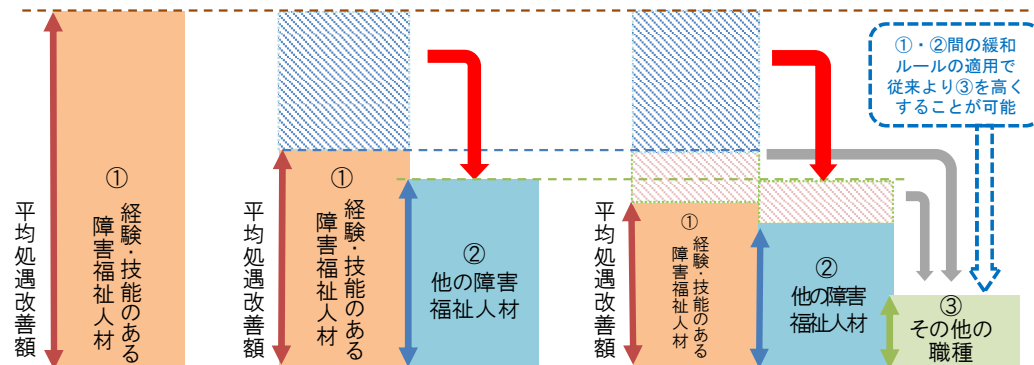 平均処遇改善額
①
経験・技能のある
障害福祉人材
平均処遇改善額
①
経験・技能のある
障害福祉人材
②
他の障害
福祉人材
平均処遇改善額
①
経験・技能のある
障害福祉人材
②
他の障害
福祉人材
③
その他の
職種
①・②間の緩和
ルールの適用で
従来より③を高く
することが可能